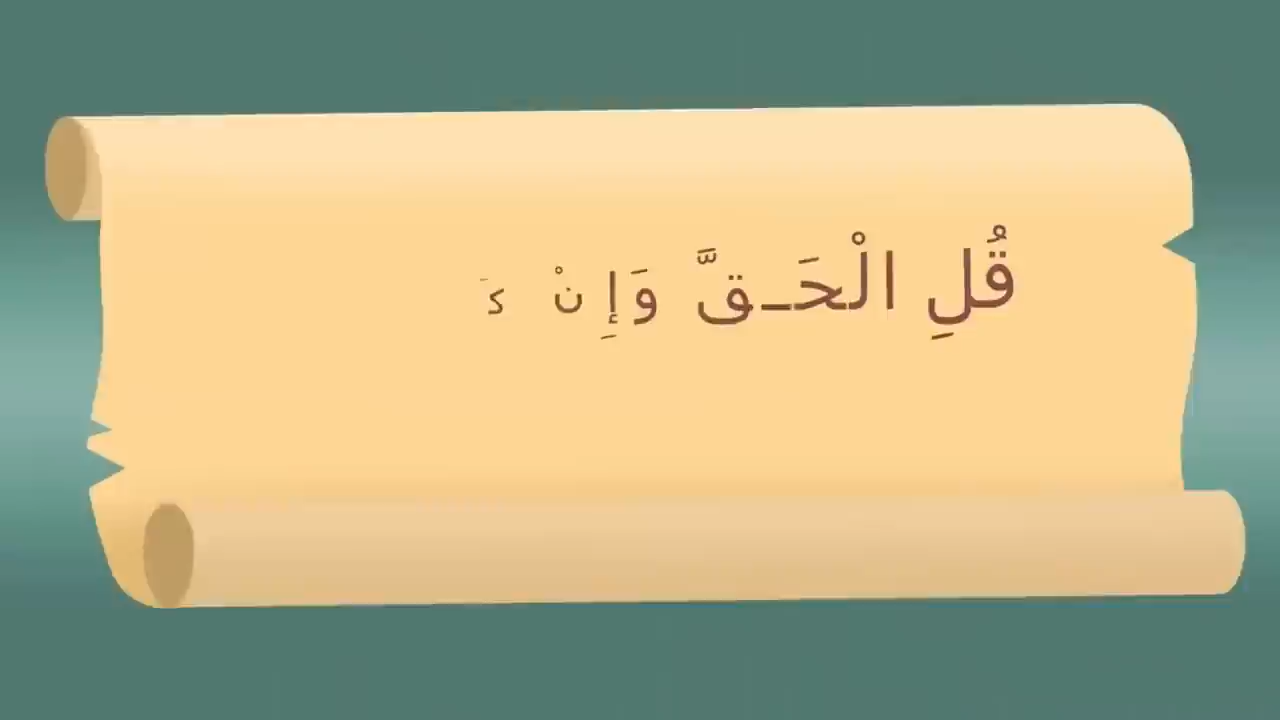 قُلِ الْحَـقَّ وَإِنْ كَ